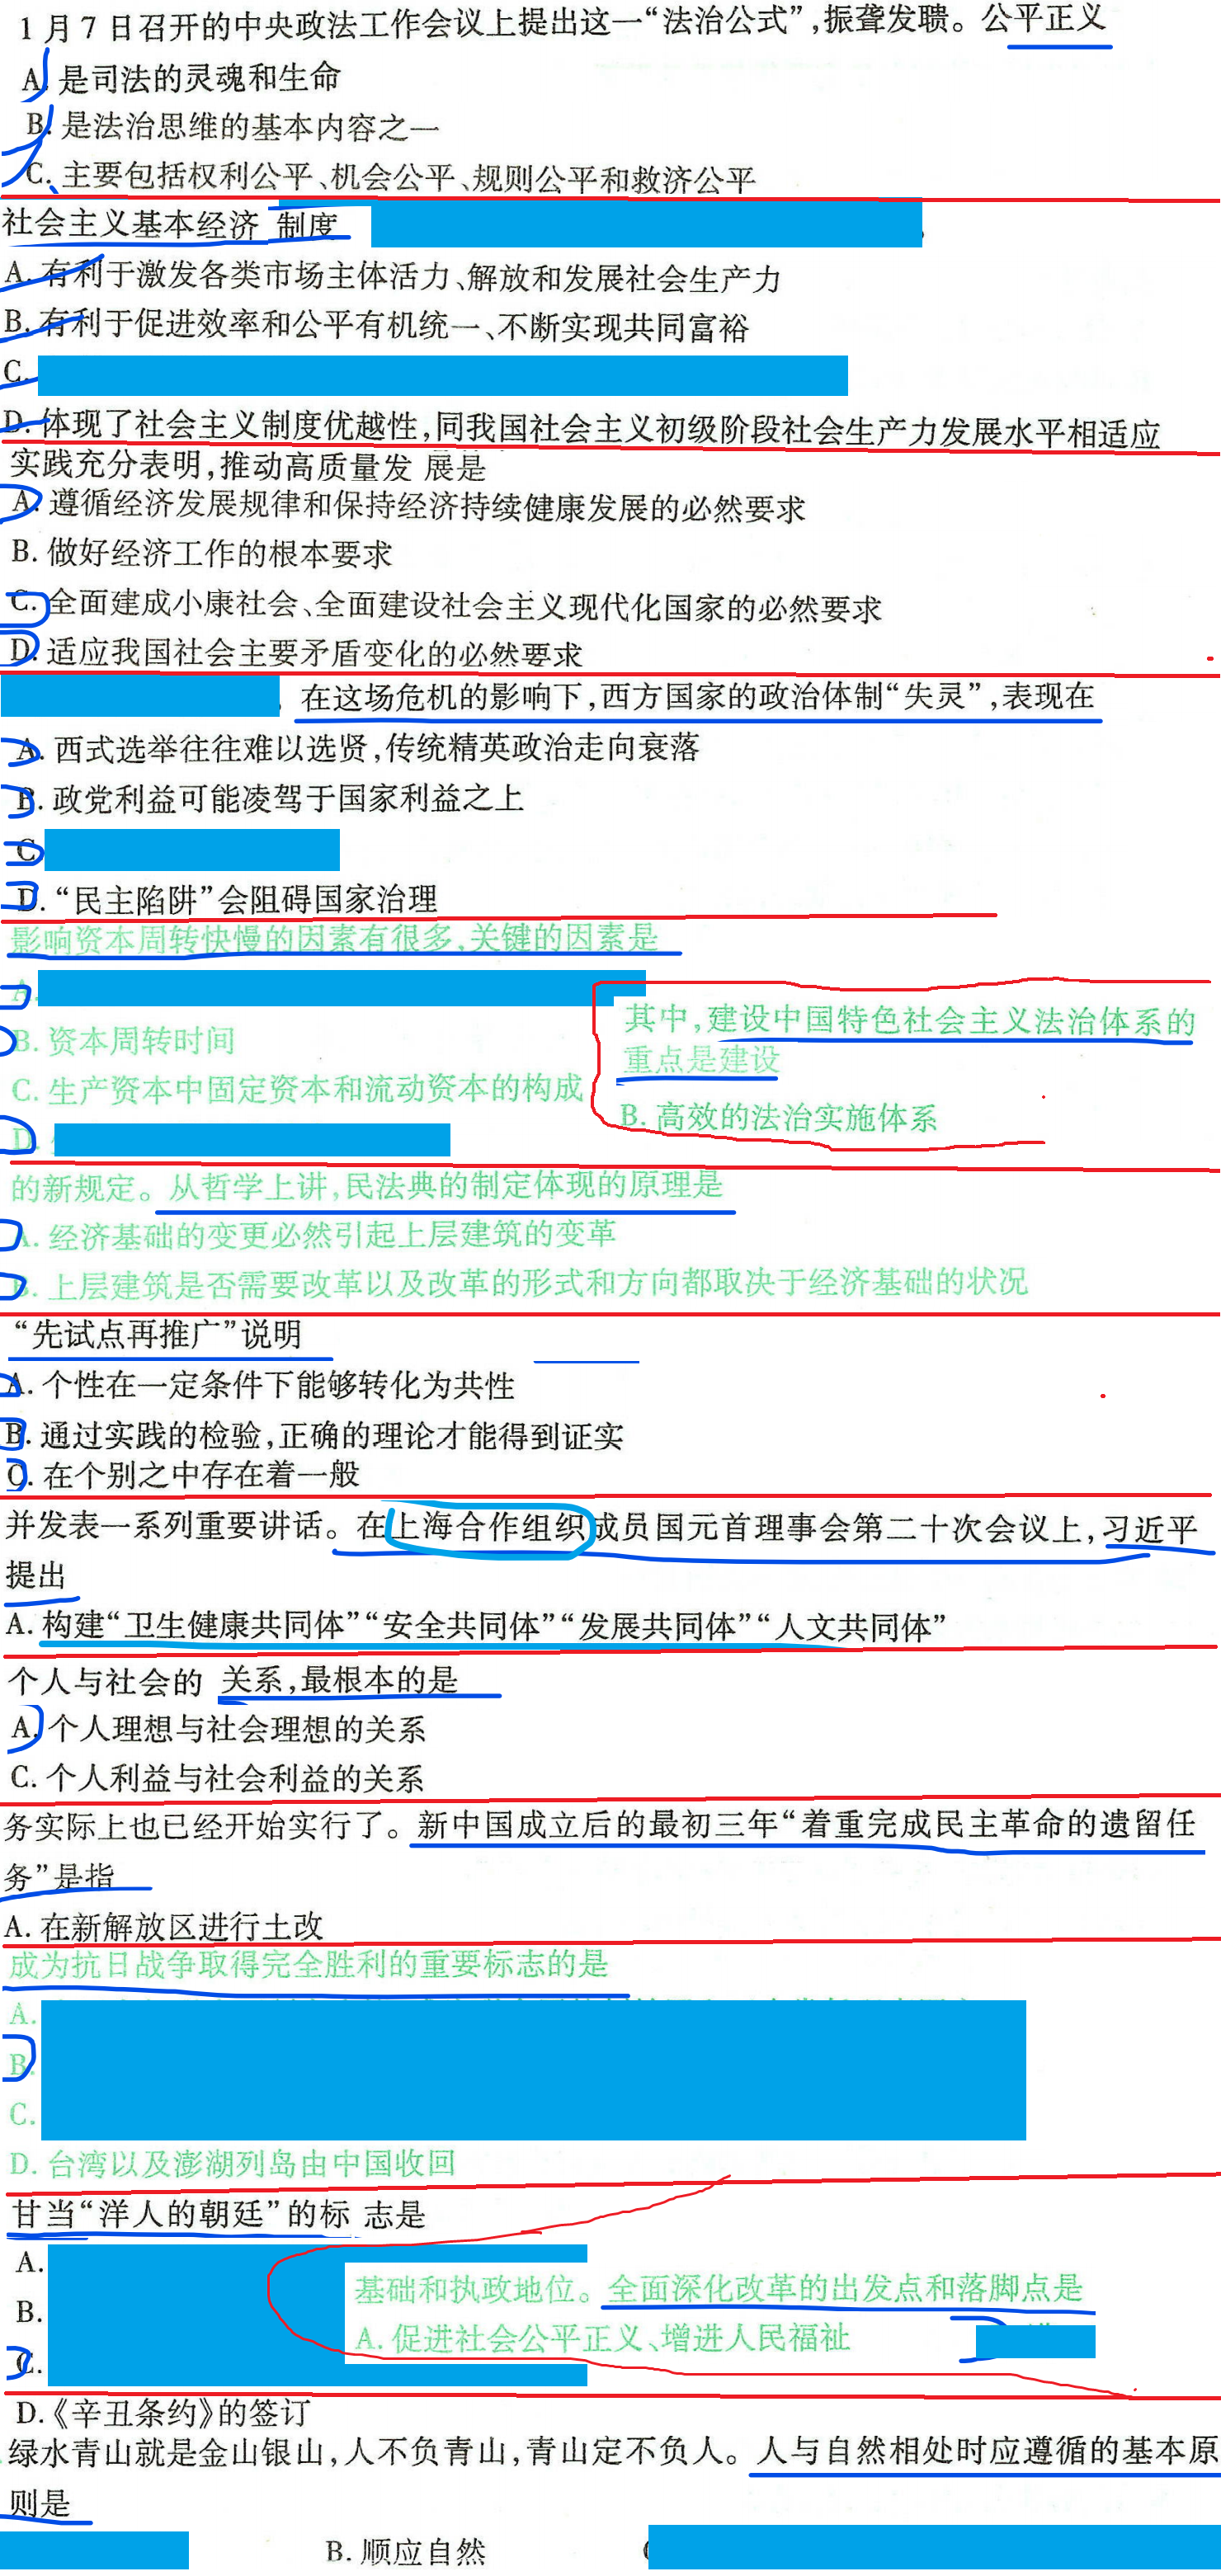 1月7日召开的中央政法工作会议上提出这一“法治公式”,振聋发聩。公平正义
A. 是司法的灵魂和生命
B. 是法治思维的基本内容之一
C. 主要包括权利公平、机会公平、规则公平和救济公平
社会主义基本经济 制度
A. 有利于激发各类市场主体活力、解放和发展社会生产力
B. 有利于促进效率和公平有机统一、不断实现共同富裕
C.
D. 体现了社会主义制度优越性,同我国社会主义初级阶段社会生产力发展水平相适应
实践充分表明,推动高质量发 展是
A. 遵循经济发展规律和保持经济持续健康发展的必然要求
B. 做好经济工作的根本要求
C. 全面建成小康社会、全面建设社会主义现代化国家的必然要求
D. 适应我国社会主要矛盾变化的必然要求
在这场危机的影响下,西方国家的政治体制“失灵”,表现在
A. 西式选举往往难以选贤,传统精英政治走向衰落
B. 政党利益可能凌驾于国家利益之上
C
D. “民主陷阱”会阻碍国家治理
影响资本周转快慢的因素有很多,关键的因素是
A.
B. 资本周转时间
C. 生产资本中固定资本和流动资本的构成
D.
其中,建设中国特色社会主义法治体系的
重点是建设
B. 高效的法治实施体系
的新规定。从哲学上讲,民法典的制定体现的原理是
A. 经济基础的变更必然引起上层建筑的变革
B. 上层建筑是否需要改革以及改革的形式和方向都取决于经济基础的状况
“先试点再推广”说明
A. 个性在一定条件下能够转化为共性
B. 通过实践的检验,正确的理论才能得到证实
C. 在个别之中存在着一般
并发表一系列重要讲话。在上海合作组织成员国元首理事会第二十次会议上,习近平
提出
A. 构建“卫生健康共同体”“安全共同体”“发展共同体”“人文共同体”
个人与社会的 关系,最根本的是
A. 个人理想与社会理想的关系
C. 个人利益与社会利益的关系
务实际上也已经开始实行了。新中国成立后的最初三年“着重完成民主革命的遗留任
务”是指
A. 在新解放区进行土改
成为抗日战争取得完全胜利的重要标志的是
A.
B.
C.
D. 台湾以及澎湖列岛由中国收回
甘当“洋人的朝廷”的标 志是
A.
B.
C.
基础和执政地位。全面深化改革的出发点和落脚点是
A. 促进社会公平正义、增进人民福祉
D.《辛丑条约》的签订
绿水青山就是金山银山,人不负青山,青山定不负人。人与自然相处时应遵循的基本原
则是
B. 顺应自然